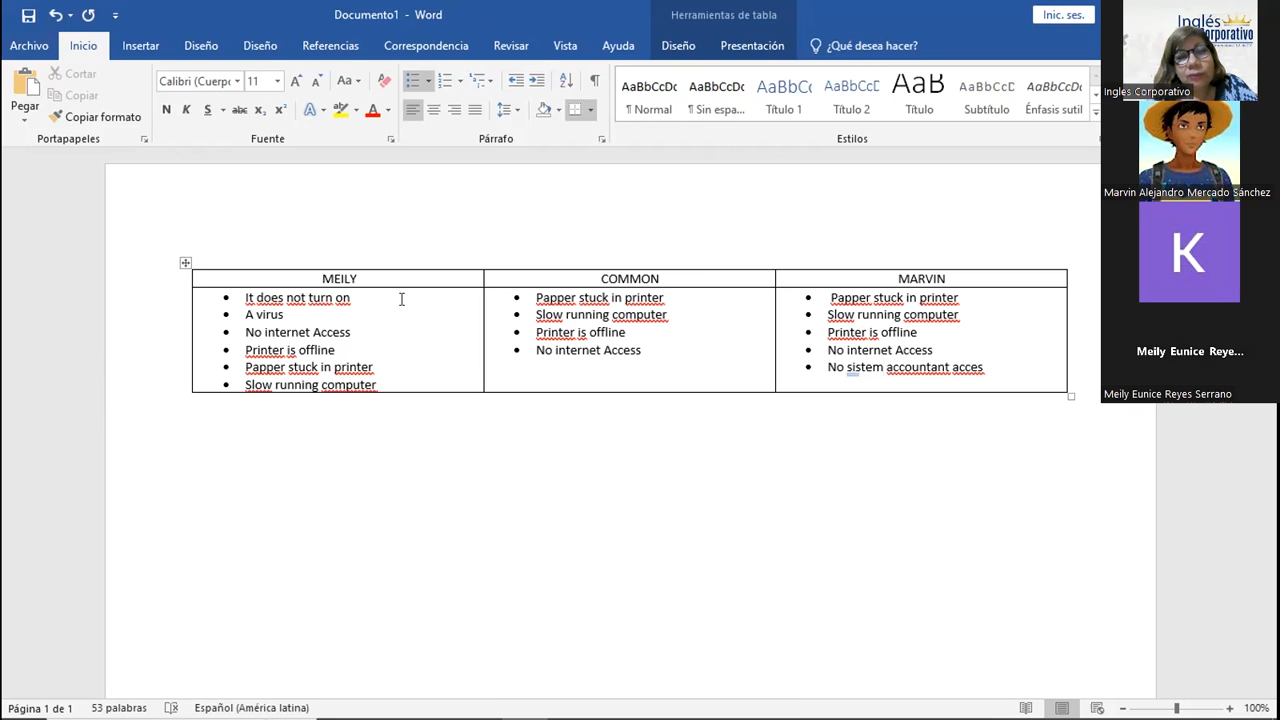 Documento1 - Word
Herramientas de tabla
Inic. ses.
Archivo Inicio Insertar Diseño Diseño Referencias Correspondencia Revisar Vista Ayuda Diseño Presentación ¿Qué desea hacer?
Pegar
Cortar
Copiar
Copiar formato
Portapapeles
Calibri (Cuerp 11
N K S abc x₂ x²
Fuente
Párrafo
AaBbCcDc AaBbCcDc AaBbCcD AaBbCcD AaB AaBbCcD AaBbCcDc
¶ Normal ¶ Sin espa... Título 1 Título 2 Título Subtítulo Énfasis sutil
Estilos
Inglés
Corporativo
Ingles Corporativo
Marvin Alejandro Mercado Sánchez
K
Meily Eunice Reye...
Meily Eunice Reyes Serrano
MEILY COMMON MARVIN
It does not turn on
A virus
No internet Access
Printer is offline
Papper stuck in printer
Slow running computer
Papper stuck in printer
Slow running computer
Printer is offline
No internet Access
Papper stuck in printer
Slow running computer
Printer is offline
No internet Access
No sistem accountant acces
Página 1 de 1 53 palabras Español (América latina) 100%